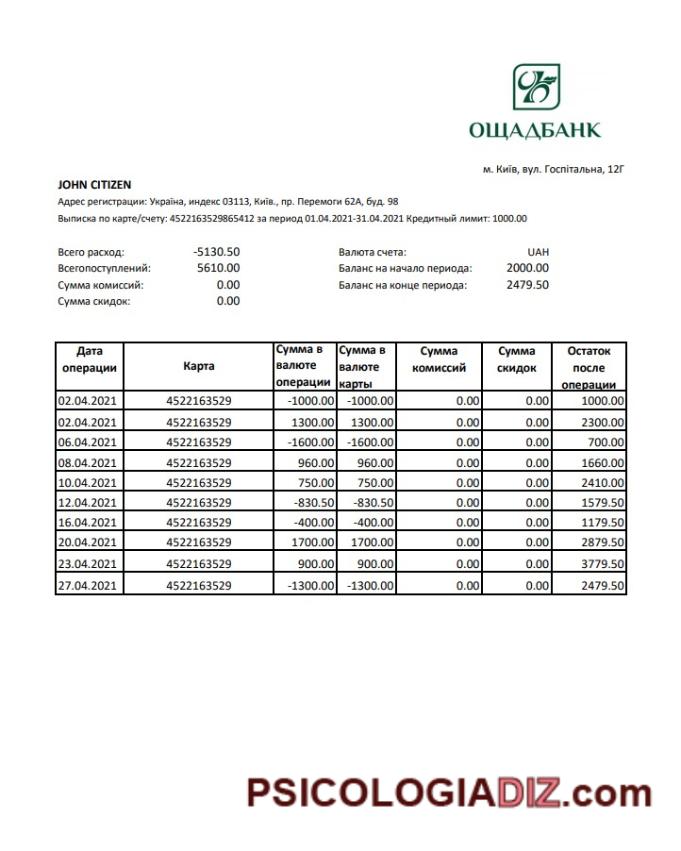 ОЩАДБАНК
м. Київ, вул. Госпітальна, 12Г
JOHN CITIZEN
Адрес регистрации: Україна, индекс 03113, Київ., пр. Перемоги 62А, буд. 98
Выписка по карте/счету: 4522163529865412 за период 01.04.2021-31.04.2021 Кредитный лимит: 1000.00
Всего расход: -5130.50 Валюта счета: UAH
Всегопоступлений: 5610.00 Баланс на начало периода: 2000.00
Сумма комиссий: 0.00 Баланс на конце периода: 2479.50
Сумма скидок: 0.00
Дата операции Карта Сумма в валюте операции Сумма в валюте карты Сумма комиссий Сумма скидок Остаток после операции
02.04.2021 4522163529 -1000.00 -1000.00 0.00 0.00 1000.00
02.04.2021 4522163529 1300.00 1300.00 0.00 0.00 2300.00
06.04.2021 4522163529 -1600.00 -1600.00 0.00 0.00 700.00
08.04.2021 4522163529 960.00 960.00 0.00 0.00 1660.00
10.04.2021 4522163529 750.00 750.00 0.00 0.00 2410.00
12.04.2021 4522163529 -830.50 -830.50 0.00 0.00 1579.50
16.04.2021 4522163529 -400.00 -400.00 0.00 0.00 1179.50
20.04.2021 4522163529 1700.00 1700.00 0.00 0.00 2879.50
23.04.2021 4522163529 900.00 900.00 0.00 0.00 3779.50
27.04.2021 4522163529 -1300.00 -1300.00 0.00 0.00 2479.50
PSICOLOGIADIZ.com